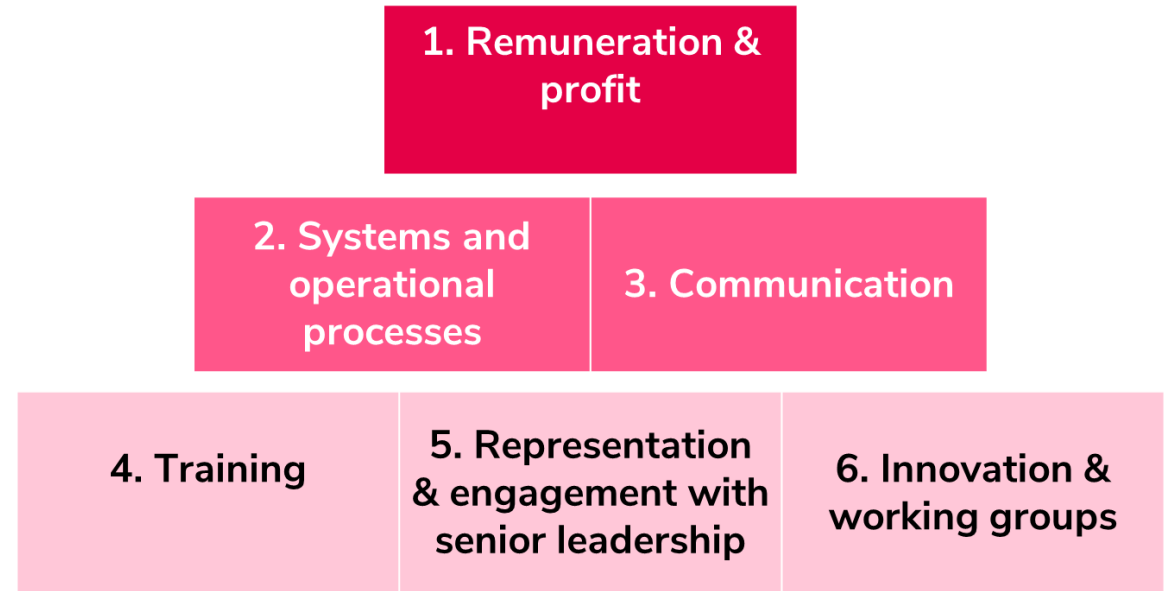 1. Remuneration &
profit
2. Systems and
operational
processes
3. Communication
4. Training
5. Representation
& engagement with
senior leadership
6. Innovation &
working groups